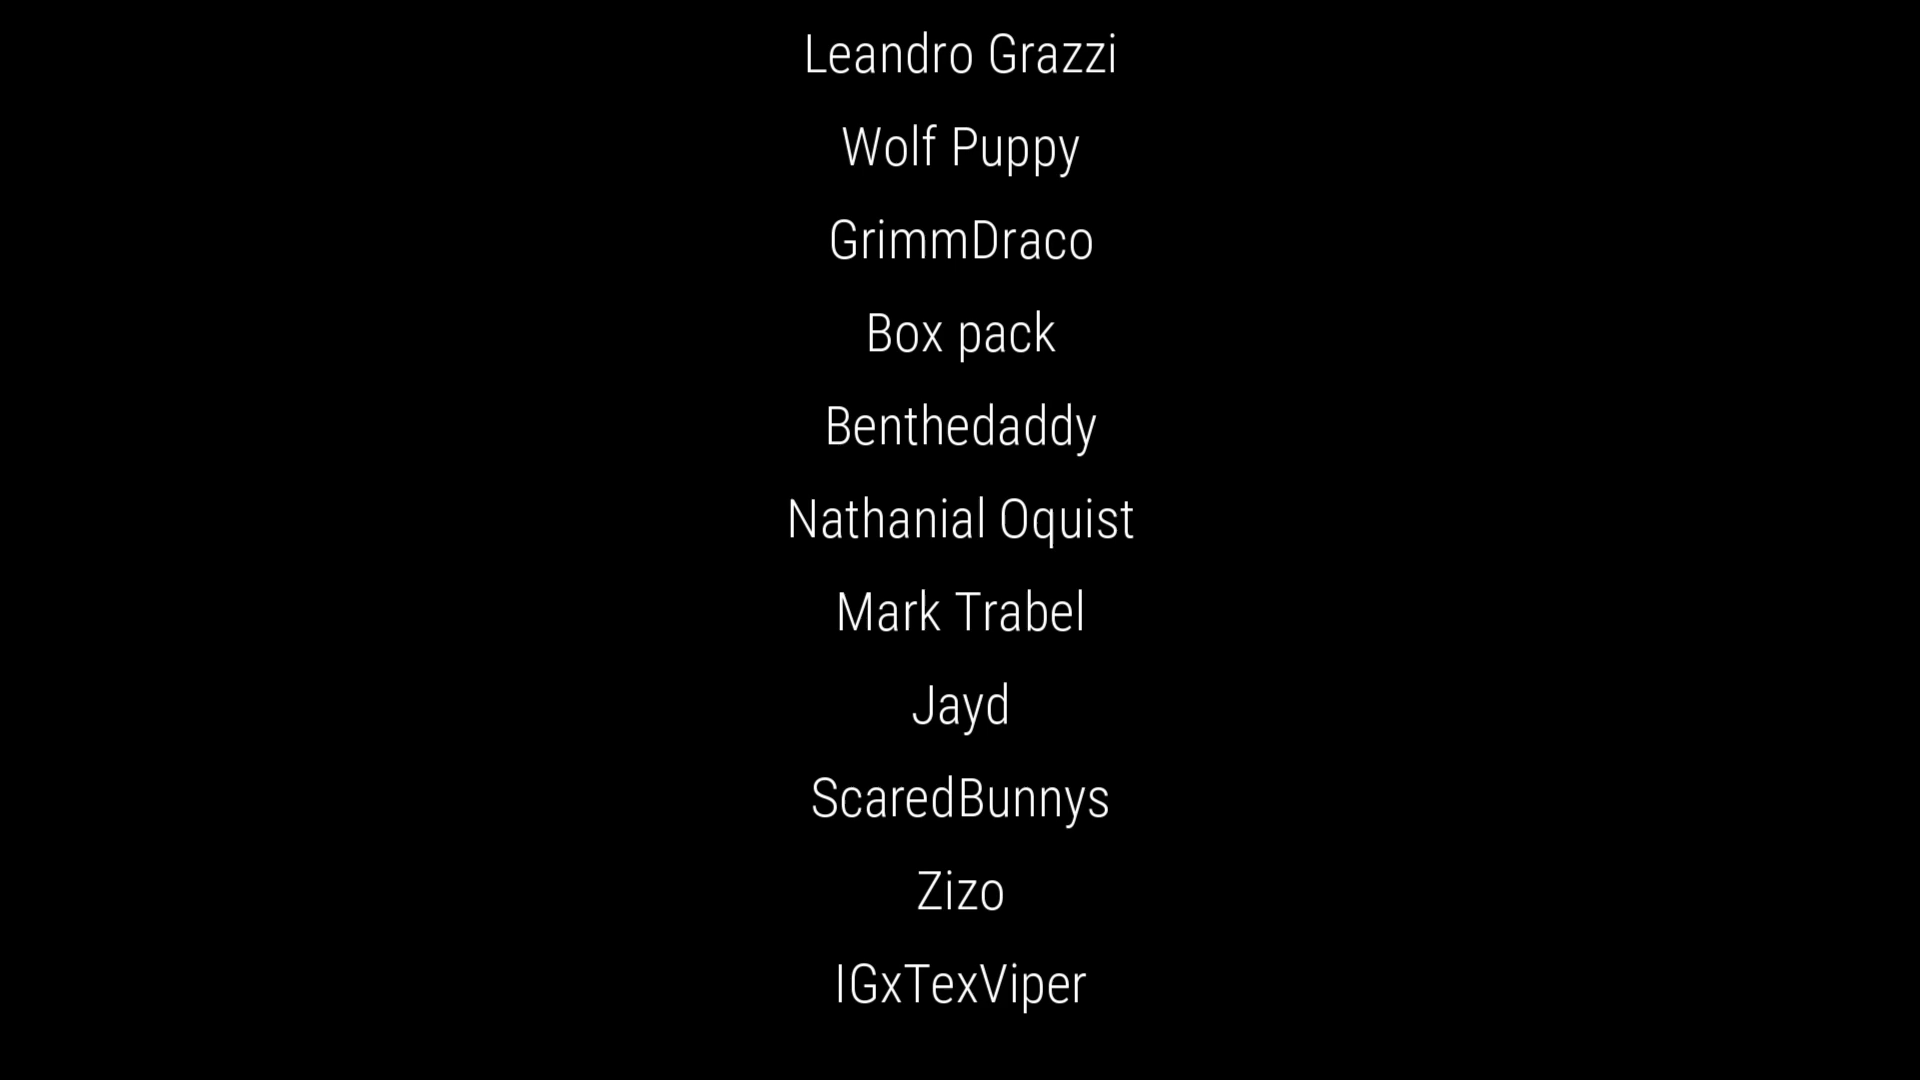 Leandro Grazzi
Wolf Puppy
GrimmDraco
Box pack
Benthedaddy
Nathanial Oquist
Mark Trabel
Jayd
ScaredBunnys
Zizo
IGxTexViper